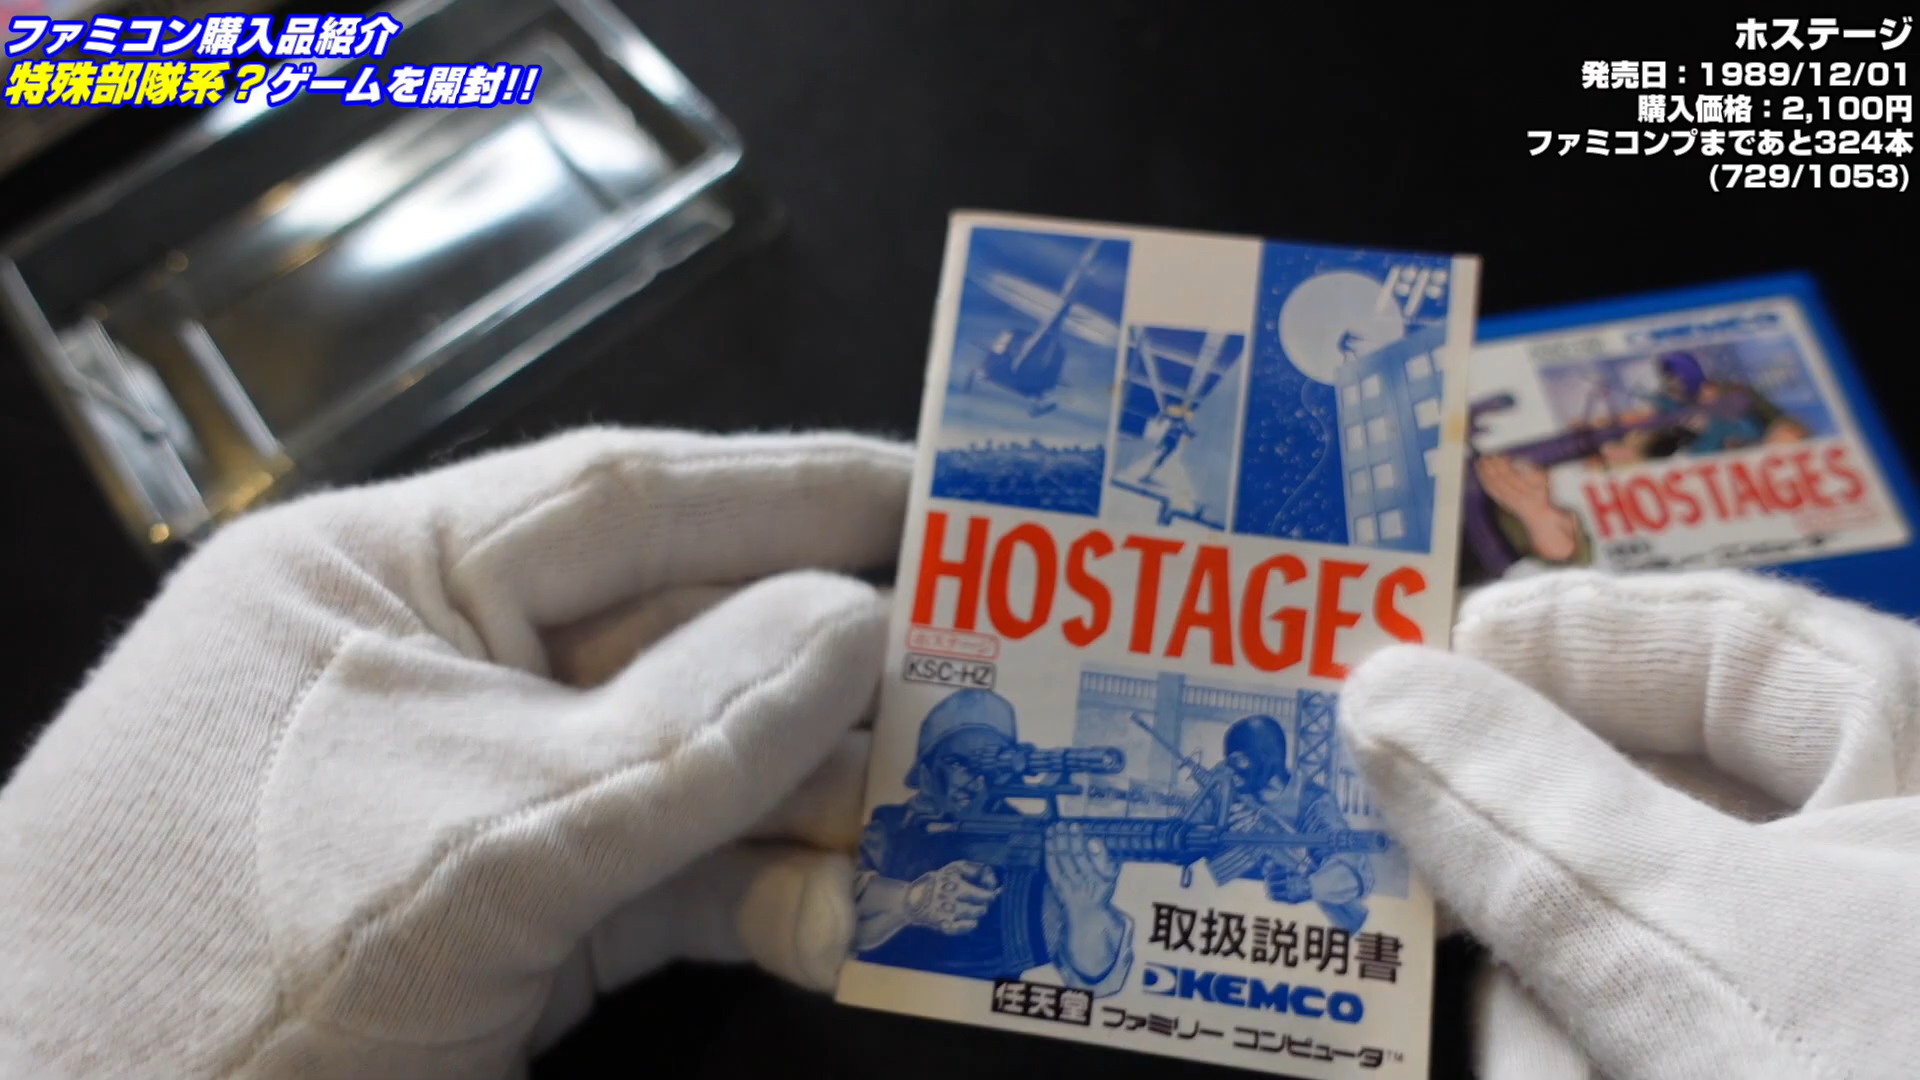 ファミコン購入品紹介
特殊部隊系？ゲームを開封!!
ホステージ
発売日：1989/12/01
購入価格：2,100円
ファミコンプまであと324本
(729/1053)
HOSTAGES
ホステージ
KSC-HZ
取扱説明書
KEMCO
任天堂 ファミリー コンピュータ™
KEMCO
HOSTAGES